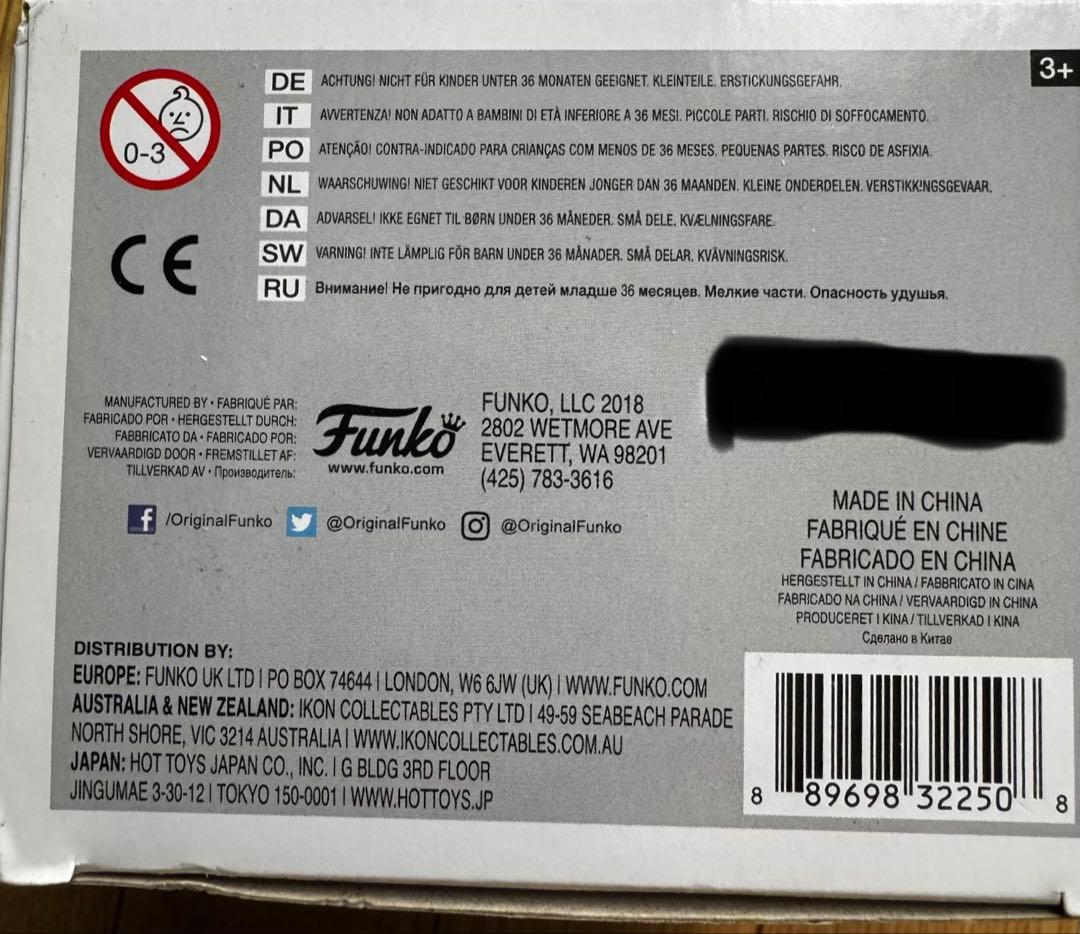 3+
0-3
DE ACHTUNG! NICHT FÜR KINDER UNTER 36 MONATEN GEEIGNET. KLEINTEILE. ERSTICKUNGSGEFAHR.
IT AVVERTENZA! NON ADATTO A BAMBINI DI ETÀ INFERIORE A 36 MESI. PICCOLE PARTI. RISCHIO DI SOFFOCAMENTO.
PO ATENÇÃO! CONTRA-INDICADO PARA CRIANÇAS COM MENOS DE 36 MESES. PEQUENAS PARTES. RISCO DE ASFIXIA.
NL WAARSCHUWING! NIET GESCHIKT VOOR KINDEREN JONGER DAN 36 MAANDEN. KLEINE ONDERDELEN. VERSTIKKINGSGEVAAR.
DA ADVARSEL! IKKE EGNET TIL BØRN UNDER 36 MÅNEDER. SMÅ DELE. KVÆLNINGSFARE.
SW VARNING! INTE LÄMPLIG FÖR BARN UNDER 36 MÅNADER. SMÅ DELAR. KVÄVNINGSRISK.
RU Внимание! Не пригодно для детей младше 36 месяцев. Мелкие части. Опасность удушья.
CE
MANUFACTURED BY • FABRIQUÉ PAR:
FABRICADO POR • HERGESTELLT DURCH:
FABBRICATO DA • FABRICADO POR:
VERVAARDIGD DOOR • FREMSTILLET AF:
TILLVERKAD AV • Производитель:
Funko
www.funko.com
FUNKO, LLC 2018
2802 WETMORE AVE
EVERETT, WA 98201
(425) 783-3616
f /OriginalFunko @OriginalFunko @OriginalFunko
MADE IN CHINA
FABRIQUÉ EN CHINE
FABRICADO EN CHINA
HERGESTELLT IN CHINA / FABBRICATO IN CINA
FABRICADO NA CHINA / VERVAARDIGD IN CHINA
PRODUCERET I KINA / TILLVERKAD I KINA
Сделано в Китае
DISTRIBUTION BY:
EUROPE: FUNKO UK LTD | PO BOX 74644 | LONDON, W6 6JW (UK) | WWW.FUNKO.COM
AUSTRALIA & NEW ZEALAND: IKON COLLECTABLES PTY LTD | 49-59 SEABEACH PARADE
NORTH SHORE, VIC 3214 AUSTRALIA | WWW.IKONCOLLECTABLES.COM.AU
JAPAN: HOT TOYS JAPAN CO., INC. | G BLDG 3RD FLOOR
JINGUMAE 3-30-12 | TOKYO 150-0001 | WWW.HOTTOYS.JP
8 89698 32250 8